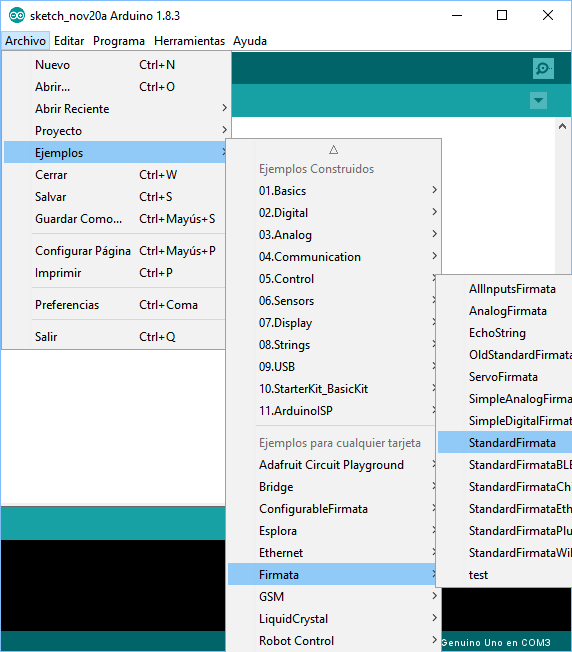 sketch_nov20a Arduino 1.8.3
Archivo Editar Programa Herramientas Ayuda
Nuevo Ctrl+N
Abrir... Ctrl+O
Abrir Reciente
Proyecto
Ejemplos
Cerrar Ctrl+W
Salvar Ctrl+S
Guardar Como... Ctrl+Mayús+S
Configurar Página Ctrl+Mayús+P
Imprimir Ctrl+P
Preferencias Ctrl+Coma
Salir Ctrl+Q
Ejemplos Construidos
01.Basics
02.Digital
03.Analog
04.Communication
05.Control
06.Sensors
07.Display
08.Strings
09.USB
10.StarterKit_BasicKit
11.ArduinoISP
Ejemplos para cualquier tarjeta
Adafruit Circuit Playground
Bridge
ConfigurableFirmata
Esplora
Ethernet
Firmata
GSM
LiquidCrystal
Robot Control
AllInputsFirmata
AnalogFirmata
EchoString
OldStandardFirmata
ServoFirmata
SimpleAnalogFirma
SimpleDigitalFirmat
StandardFirmata
StandardFirmataBLE
StandardFirmataCh
StandardFirmataEth
StandardFirmataPlu
StandardFirmataWi
test
Genuino Uno en COM3